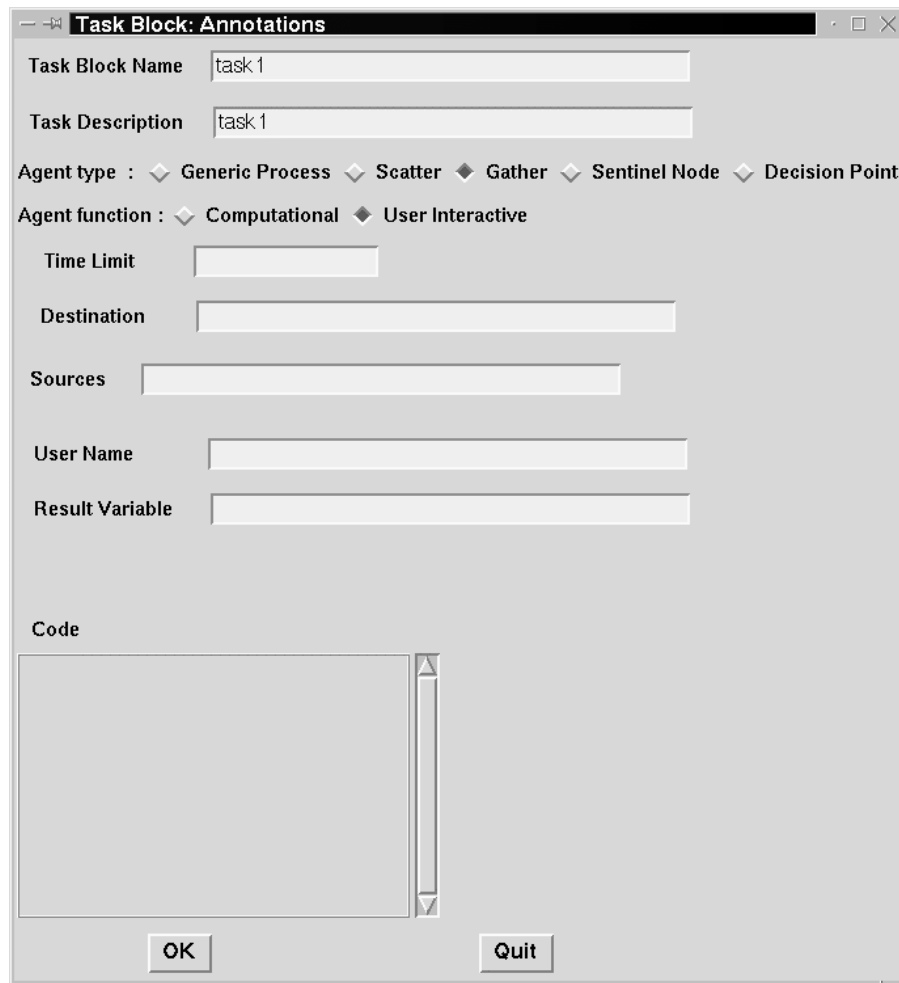 Task Block: Annotations
Task Block Name task1
Task Description task1
Agent type : Generic Process Scatter Gather Sentinel Node Decision Point
Agent function : Computational User Interactive
Time Limit
Destination
Sources
User Name
Result Variable
Code
OK Quit